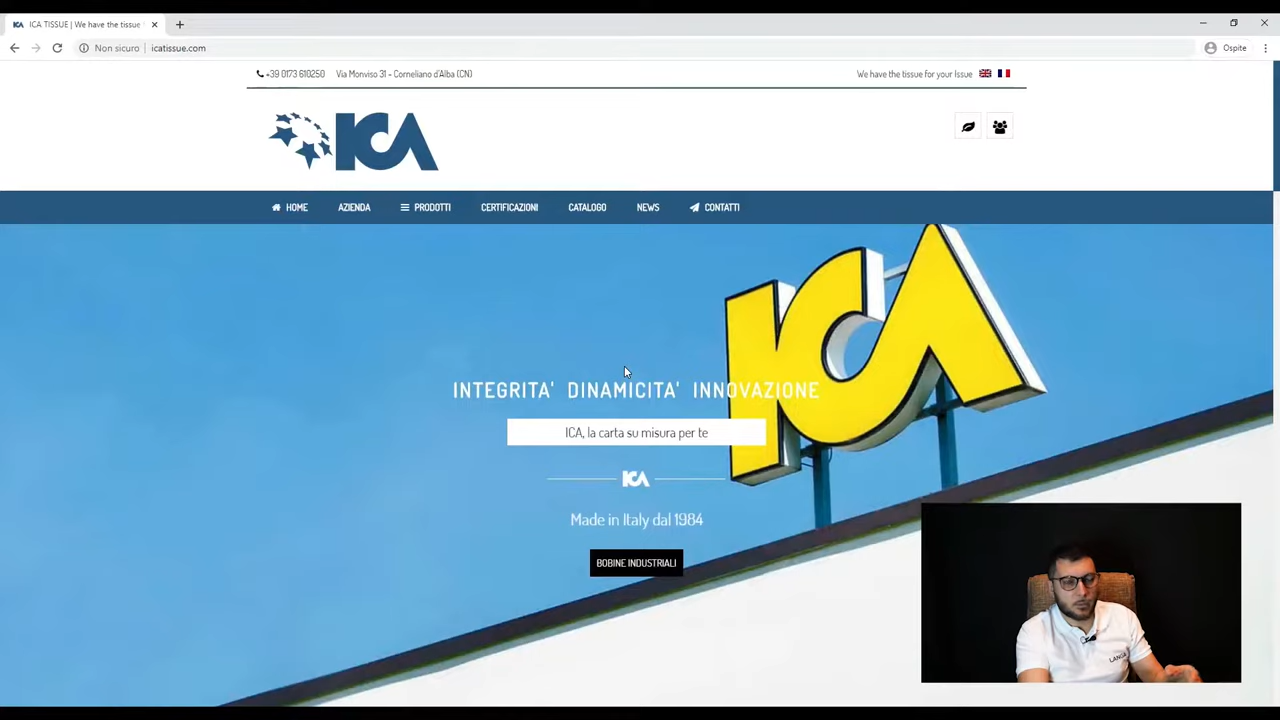 ICA TISSUE | We have the tissue
Non sicuro | icatissue.com
Ospite
+39 0173 610250 Via Monviso 31 - Corneliano d'Alba (CN)
We have the tissue for your Issue
ICA
HOME AZIENDA PRODOTTI CERTIFICAZIONI CATALOGO NEWS CONTATTI
ICA
INTEGRITA' DINAMICITA' INNOVAZIONE
ICA, la carta su misura per te
ICA
Made in Italy dal 1984
BOBINE INDUSTRIALI